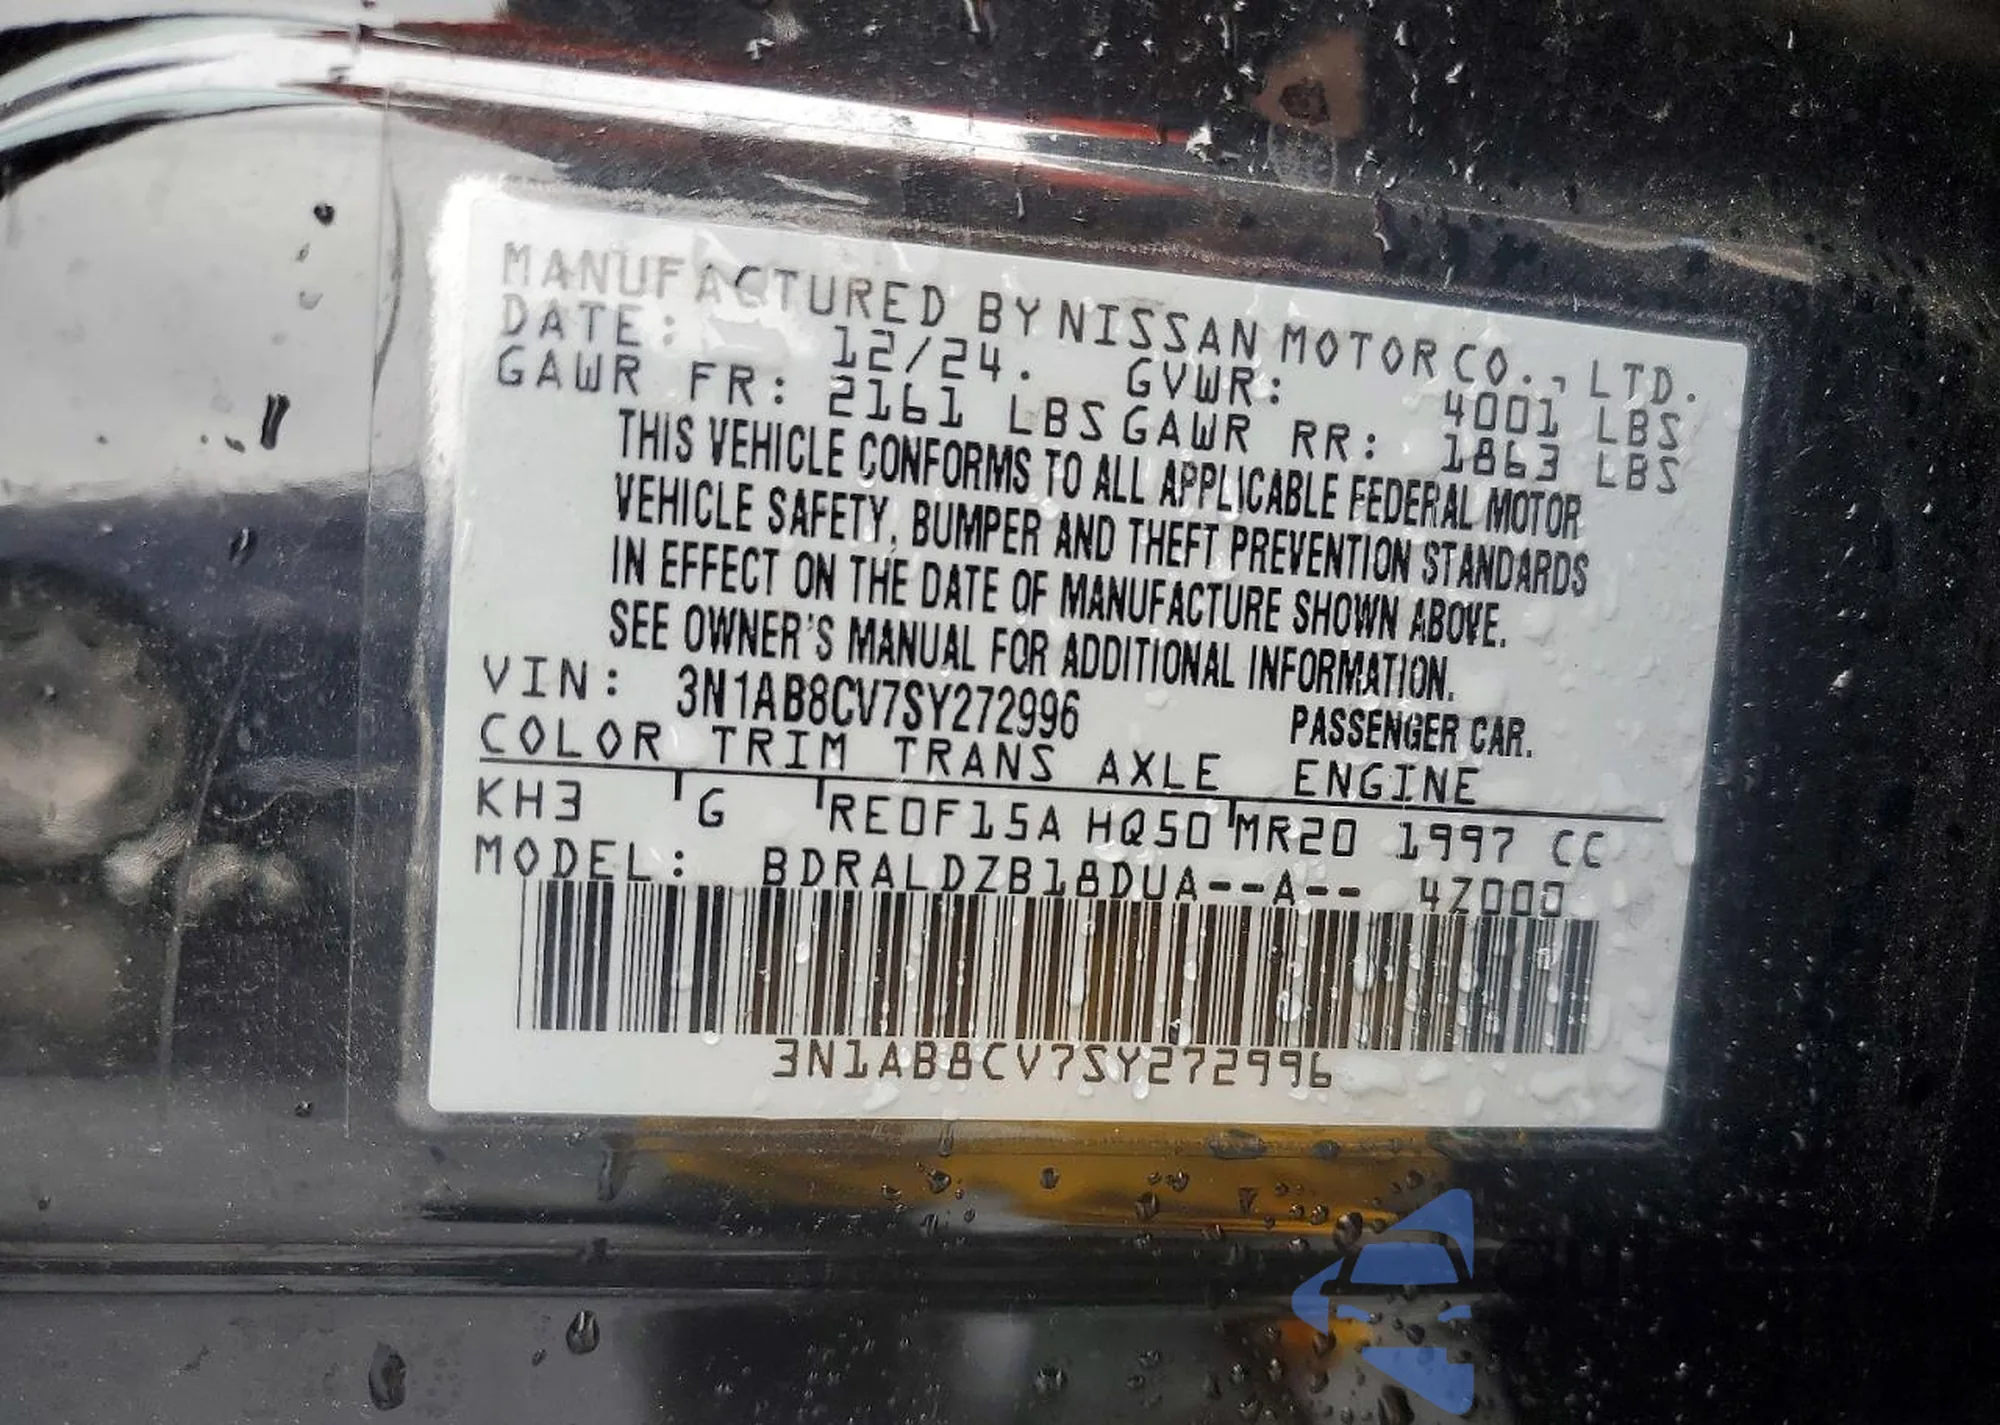 MANUFACTURED BY NISSAN MOTOR CO., LTD.
DATE: 12/24. GVWR: 4001 LBS
GAWR FR: 2161 LBS GAWR RR: 1863 LBS
THIS VEHICLE CONFORMS TO ALL APPLICABLE FEDERAL MOTOR
VEHICLE SAFETY, BUMPER AND THEFT PREVENTION STANDARDS
IN EFFECT ON THE DATE OF MANUFACTURE SHOWN ABOVE.
SEE OWNER'S MANUAL FOR ADDITIONAL INFORMATION.
VIN: 3N1AB8CV7SY272996 PASSENGER CAR.
COLOR TRIM TRANS AXLE ENGINE
KH3 G RE0F15A HQ50 MR20 1997 CC
MODEL: BDRALDZB18DUA--A-- 4Z000
3N1AB8CV7SY272996